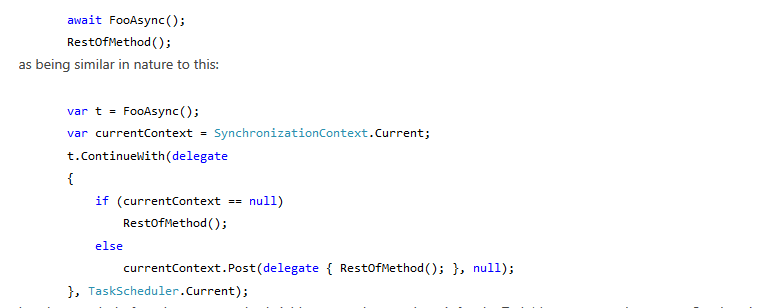 await FooAsync();
RestOfMethod();
as being similar in nature to this:
var t = FooAsync();
var currentContext = SynchronizationContext.Current;
t.ContinueWith(delegate
{
if (currentContext == null)
RestOfMethod();
else
currentContext.Post(delegate { RestOfMethod(); }, null);
}, TaskScheduler.Current);